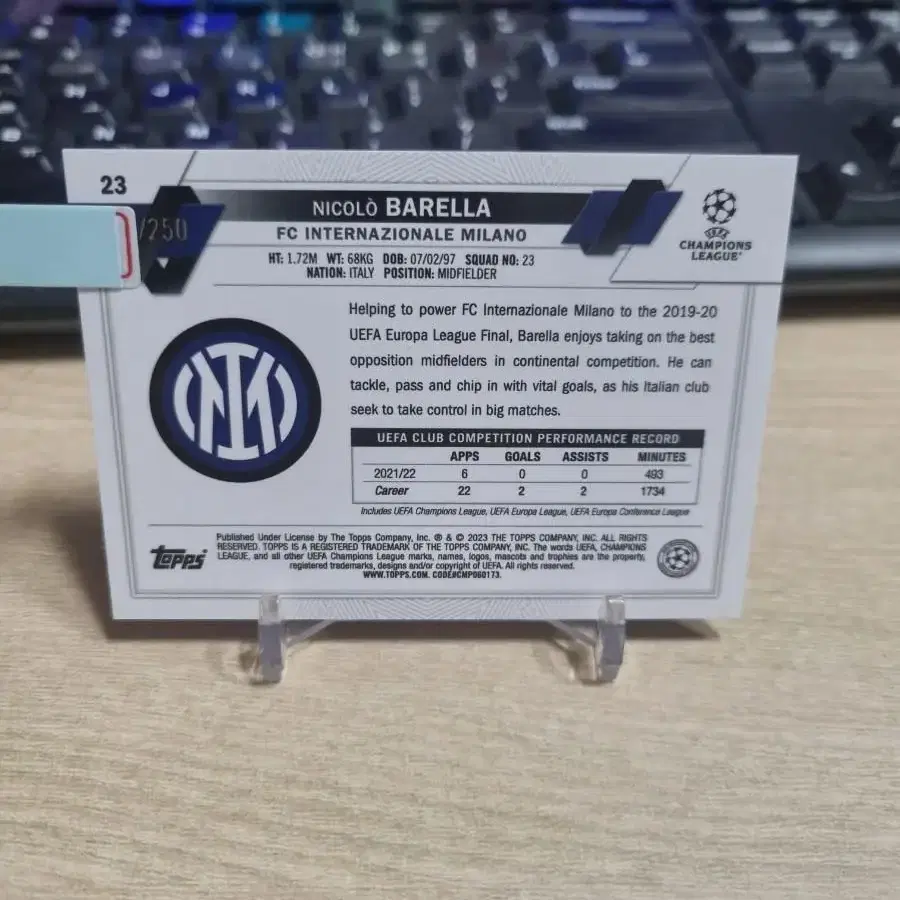 23
/250
NICOLÒ BARELLA
FC INTERNAZIONALE MILANO
HT: 1.72M WT: 68KG DOB: 07/02/97 SQUAD NO: 23
NATION: ITALY POSITION: MIDFIELDER
UEFA
CHAMPIONS
LEAGUE®
Helping to power FC Internazionale Milano to the 2019-20
UEFA Europa League Final, Barella enjoys taking on the best
opposition midfielders in continental competition. He can
tackle, pass and chip in with vital goals, as his Italian club
seek to take control in big matches.
UEFA CLUB COMPETITION PERFORMANCE RECORD
APPS GOALS ASSISTS MINUTES
2021/22 6 0 0 493
Career 22 2 2 1734
Includes UEFA Champions League, UEFA Europa League, UEFA Europa Conference League
topps
Published Under License by The Topps Company, Inc. ® & © 2023 THE TOPPS COMPANY, INC. ALL RIGHTS
RESERVED. TOPPS IS A REGISTERED TRADEMARK OF THE TOPPS COMPANY, INC. The words UEFA, CHAMPIONS
LEAGUE, and all other UEFA Champions League marks, names, logos, mascots and trophies are the property,
registered trademarks, designs and/or copyright of UEFA. All rights reserved.
WWW.TOPPS.COM. CODE#CMP060173.